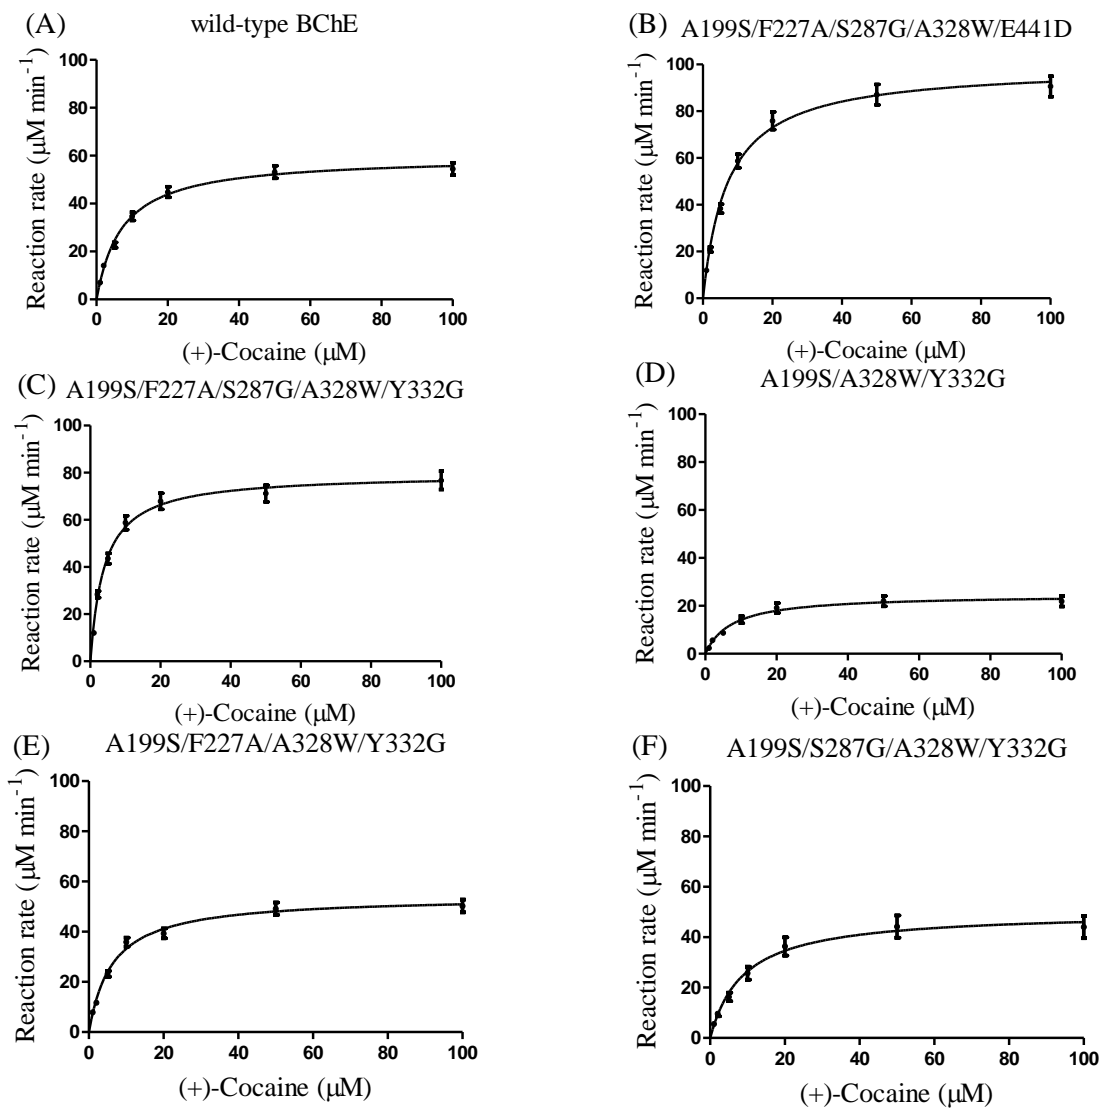 (A) wild-type BChE
100
80
60
40
20
0
Reaction rate (μM min⁻¹)
0 20 40 60 80 100
(+)-Cocaine (μM)
(B) A199S/F227A/S287G/A328W/E441D
100
80
60
40
20
0
Reaction rate (μM min⁻¹)
0 20 40 60 80 100
(+)-Cocaine (μM)
(C) A199S/F227A/S287G/A328W/Y332G
100
80
60
40
20
0
Reaction rate (μM min⁻¹)
0 20 40 60 80 100
(+)-Cocaine (μM)
(D) A199S/A328W/Y332G
100
80
60
40
20
0
Reaction rate (μM min⁻¹)
0 20 40 60 80 100
(+)-Cocaine (μM)
(E) A199S/F227A/A328W/Y332G
100
80
60
40
20
0
Reaction rate (μM min⁻¹)
0 20 40 60 80 100
(+)-Cocaine (μM)
(F) A199S/S287G/A328W/Y332G
100
80
60
40
20
0
Reaction rate (μM min⁻¹)
0 20 40 60 80 100
(+)-Cocaine (μM)